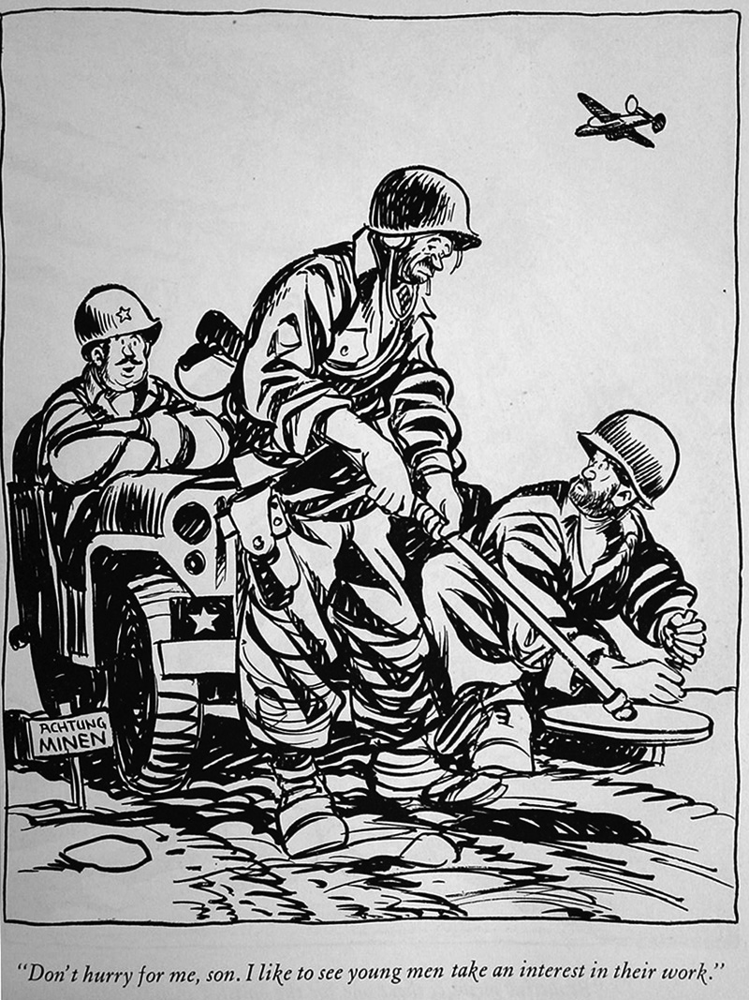 ACHTUNG
MINEN
"Don't hurry for me, son. I like to see young men take an interest in their work."